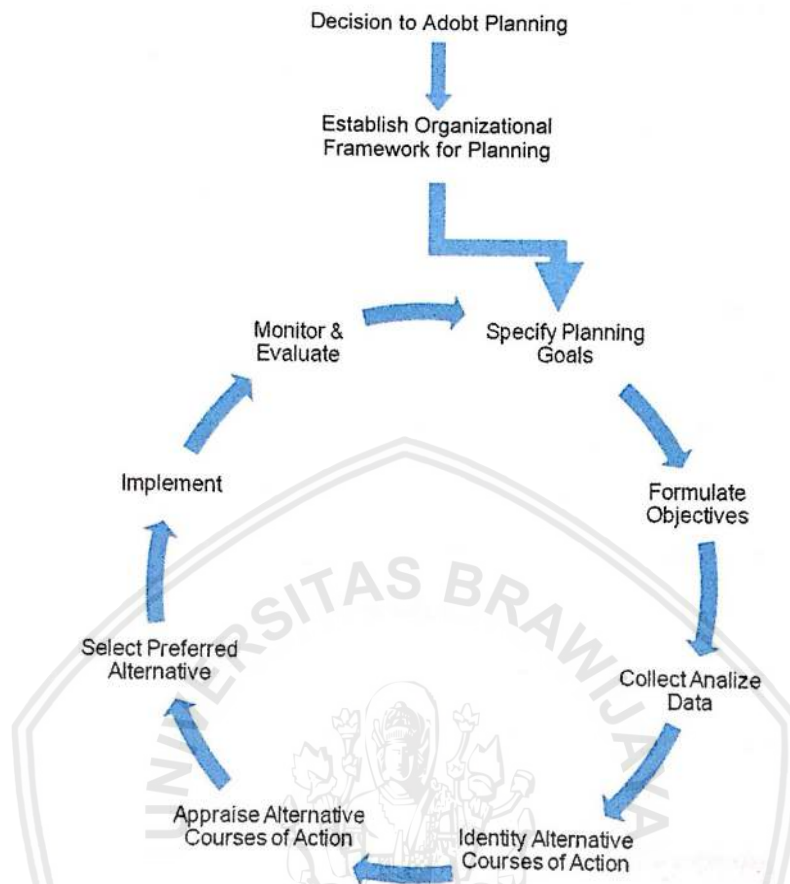 Decision to Adobt Planning
Establish Organizational
Framework for Planning
Monitor &
Evaluate
Specify Planning
Goals
Implement
Formulate
Objectives
Select Preferred
Alternative
Collect Analize
Data
Appraise Alternative
Courses of Action
Identity Alternative
Courses of Action
UNIVERSITAS BRAWIJAYA